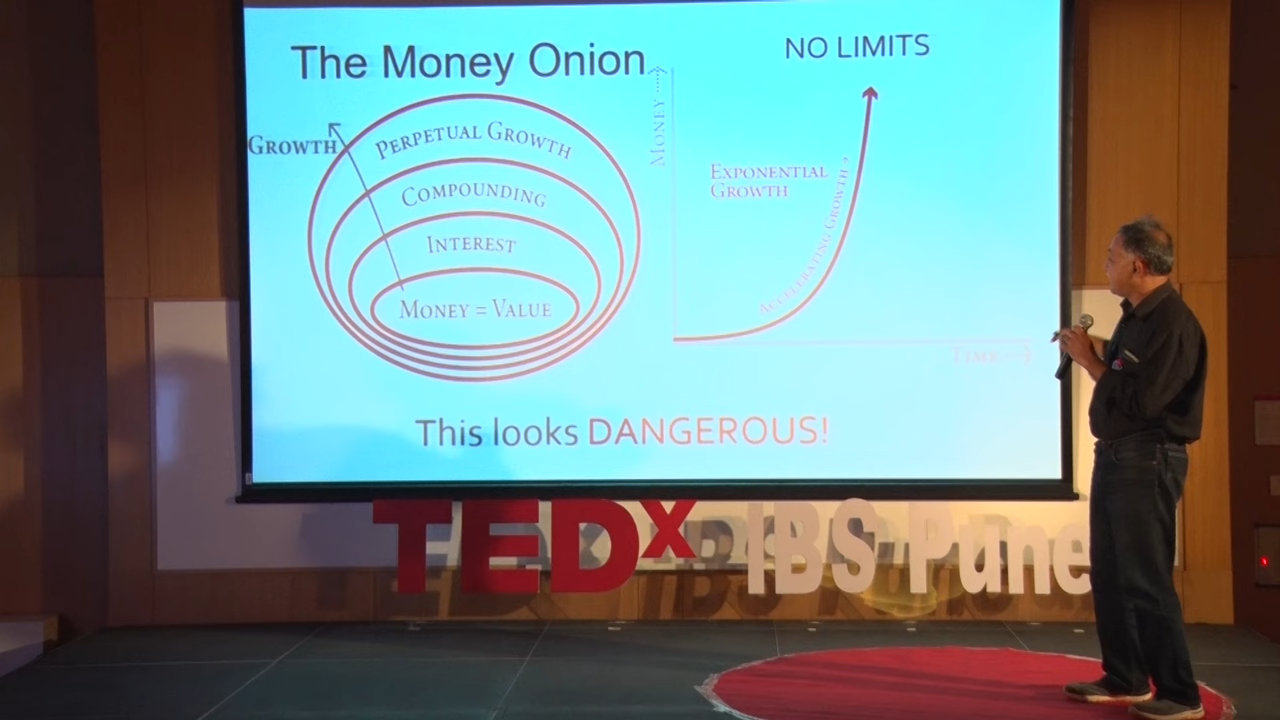 The Money Onion
NO LIMITS
GROWTH
PERPETUAL GROWTH
COMPOUNDING
INTEREST
MONEY = VALUE
MONEY
EXPONENTIAL
GROWTH
ACCELERATING GROWTH
TIME
This looks DANGEROUS!
TEDx IBS Pune